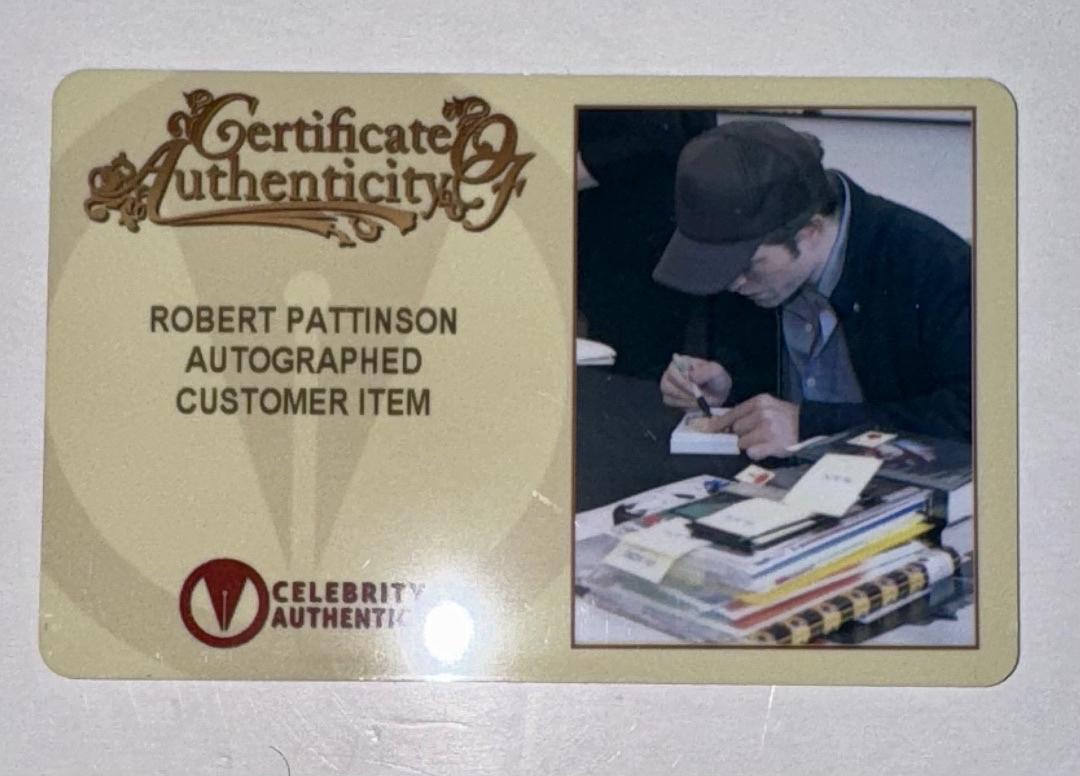 Certificate Of
Authenticity
ROBERT PATTINSON
AUTOGRAPHED
CUSTOMER ITEM
CELEBRITY